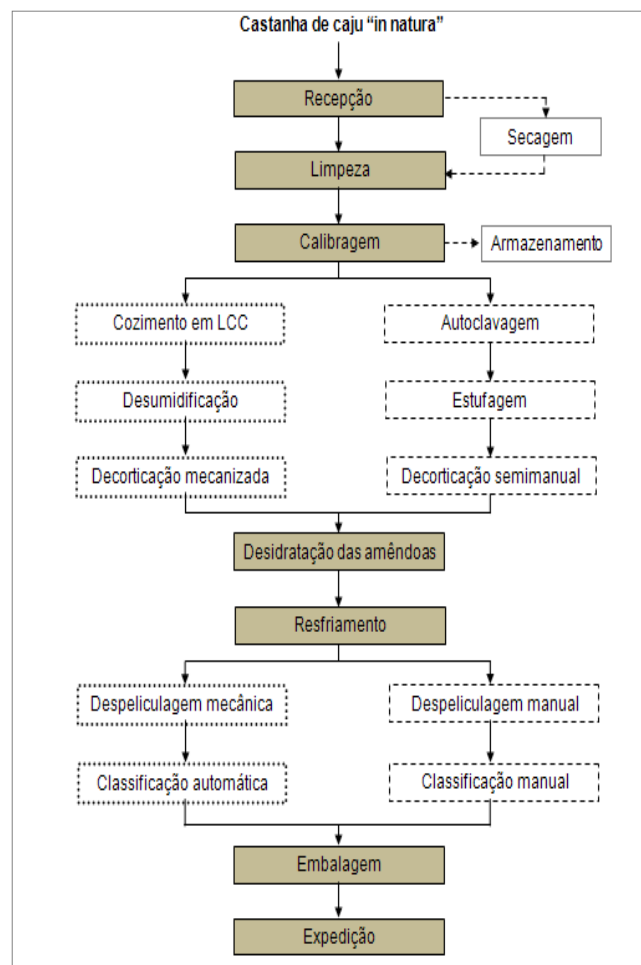 Castanha de caju “in natura”
Recepção
Secagem
Limpeza
Calibragem
Armazenamento
Cozimento em LCC
Autoclavagem
Desumidificação
Estufagem
Decorticação mecanizada
Decorticação semimanual
Desidratação das amêndoas
Resfriamento
Despeliculagem mecânica
Despeliculagem manual
Classificação automática
Classificação manual
Embalagem
Expedição